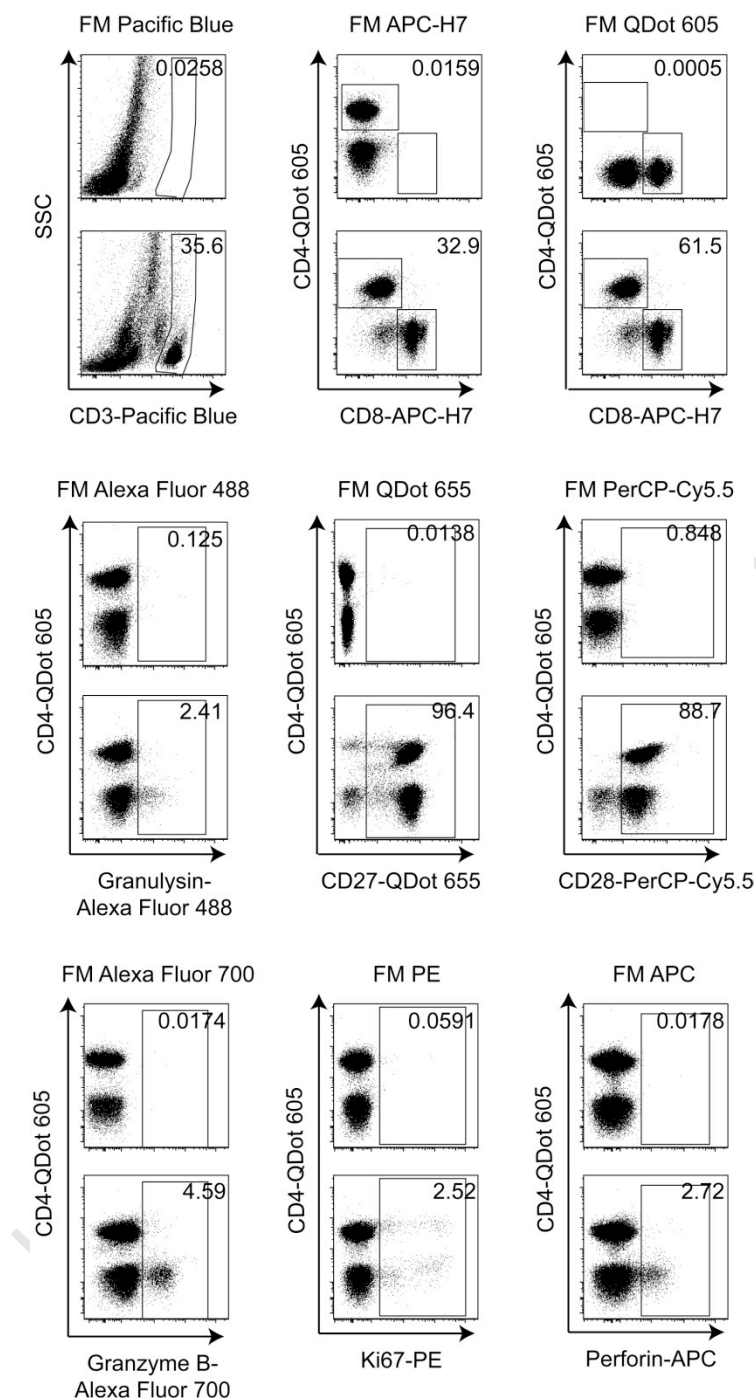 FM Pacific Blue
FM APC-H7
FM QDot 605
0.0258
0.0159
0.0005
SSC
CD4-QDot 605
CD4-QDot 605
35.6
32.9
61.5
CD3-Pacific Blue
CD8-APC-H7
CD8-APC-H7
FM Alexa Fluor 488
FM QDot 655
FM PerCP-Cy5.5
0.125
0.0138
0.848
CD4-QDot 605
CD4-QDot 605
CD4-QDot 605
2.41
96.4
88.7
Granulysin-
Alexa Fluor 488
CD27-QDot 655
CD28-PerCP-Cy5.5
FM Alexa Fluor 700
FM PE
FM APC
0.0174
0.0591
0.0178
CD4-QDot 605
CD4-QDot 605
CD4-QDot 605
4.59
2.52
2.72
Granzyme B-
Alexa Fluor 700
Ki67-PE
Perforin-APC